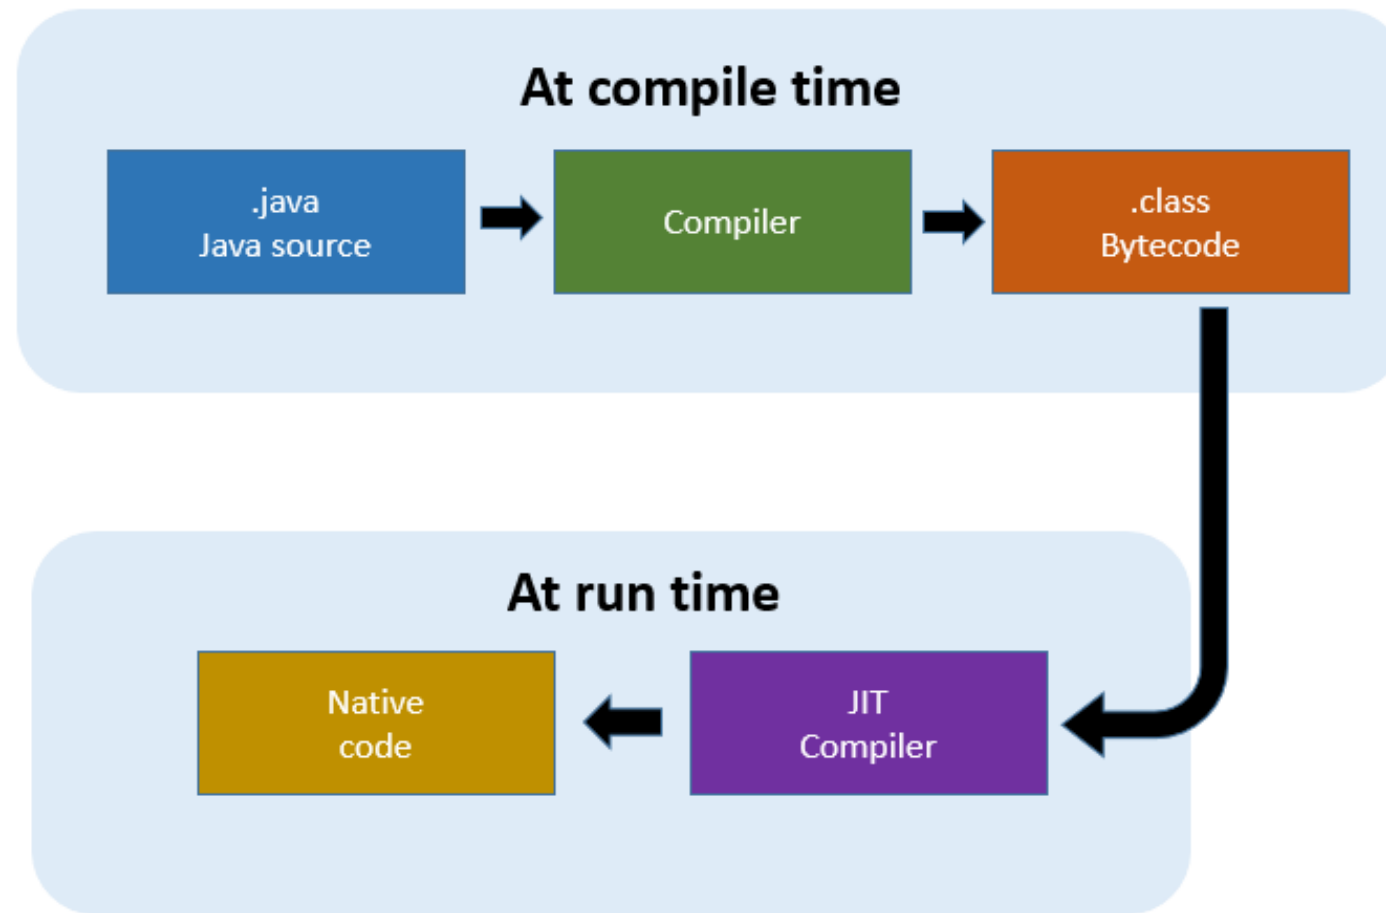 At compile time
.java
Java source
Compiler
.class
Bytecode
At run time
Native
code
JIT
Compiler